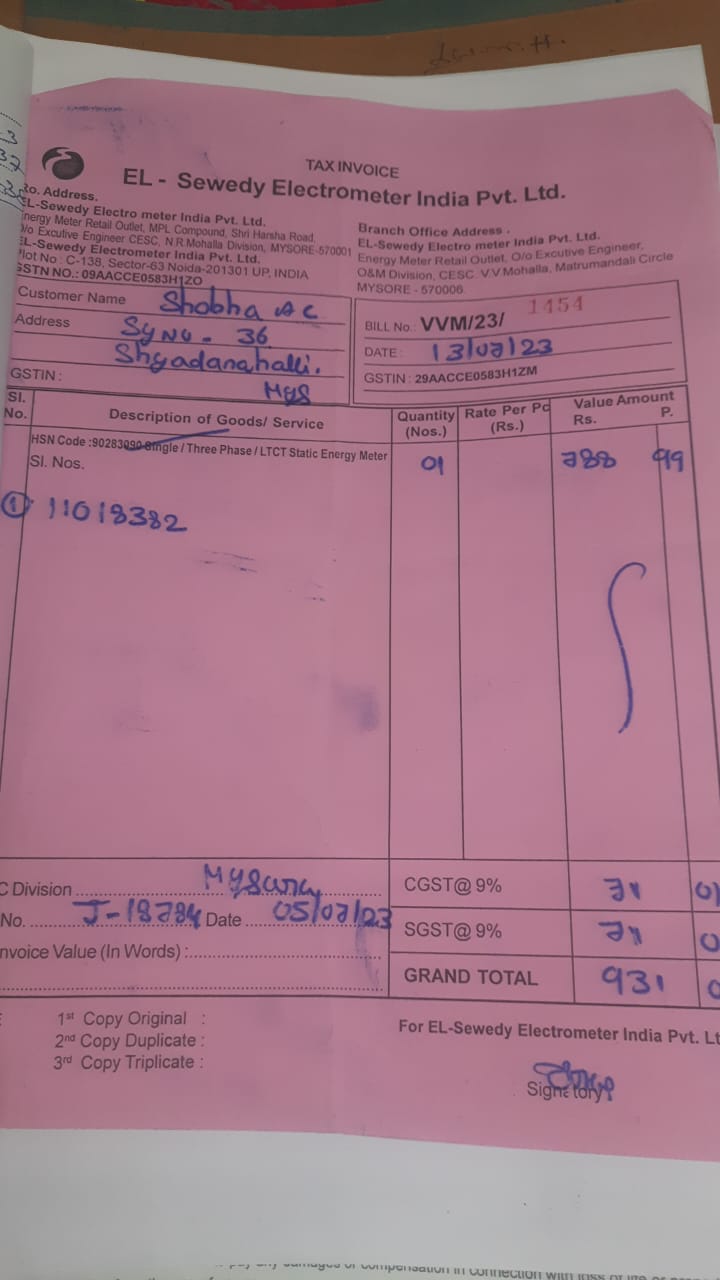 TAX INVOICE
EL - Sewedy Electrometer India Pvt. Ltd.
Ro. Address.
EL-Sewedy Electro meter India Pvt. Ltd.
Energy Meter Retail Outlet, MPL Compound, Shri Harsha Road,
O/o Excutive Engineer CESC, N.R.Mohalla Division, MYSORE-570001
EL-Sewedy Electrometer India Pvt. Ltd.
Plot No : C-138, Sector-63 Noida-201301 UP, INDIA
GSTN NO.: 09AACCE0583H1ZO
Branch Office Address .
EL-Sewedy Electro meter India Pvt. Ltd.
Energy Meter Retail Outlet, O/o Excutive Engineer,
O&M Division, CESC. V.V.Mohalla, Matrumandali Circle
MYSORE - 570006
Customer Name Shobha
Address Sy No - 36
Shyadanahalli.
Mys
GSTIN :
BILL No.: VVM/23/ 1454
DATE : 13/07/23
GSTIN : 29AACCE0583H1ZM
Sl. No. Description of Goods/ Service Quantity (Nos.) Rate Per Pc (Rs.) Value Amount Rs. P.
HSN Code :90283090-Single / Three Phase / LTCT Static Energy Meter 01 788 99
Sl. Nos.
① 11018382
C Division Mysuru CGST@ 9% 71 01
No. J-18784 Date 05/07/23 SGST@ 9% 71 0
nvoice Value (In Words) :
GRAND TOTAL 931 0
1st Copy Original :
2nd Copy Duplicate :
3rd Copy Triplicate :
For EL-Sewedy Electrometer India Pvt. Lt
Signatory